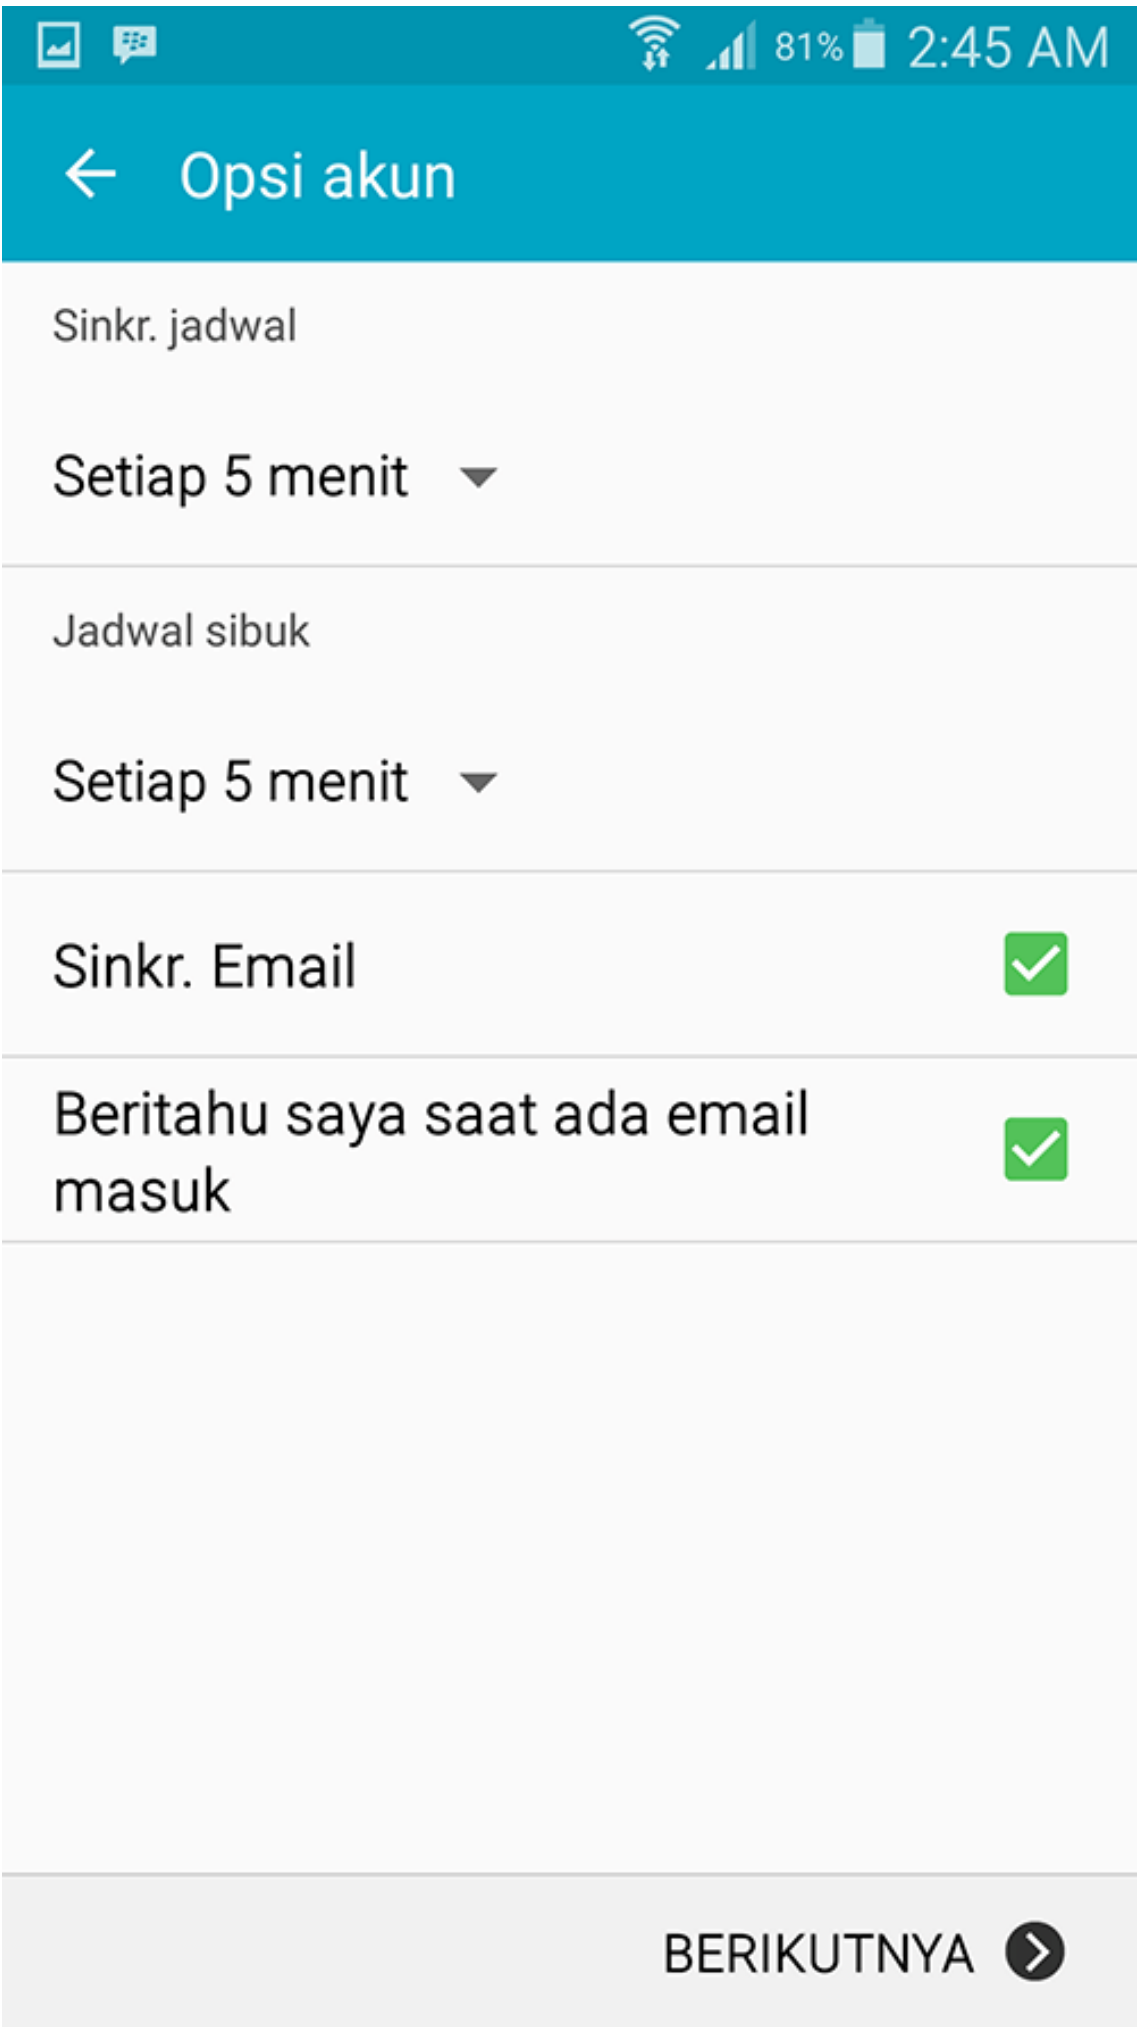 81% 2:45 AM
Opsi akun
Sinkr. jadwal
Setiap 5 menit
Jadwal sibuk
Setiap 5 menit
Sinkr. Email
Beritahu saya saat ada email
masuk
BERIKUTNYA